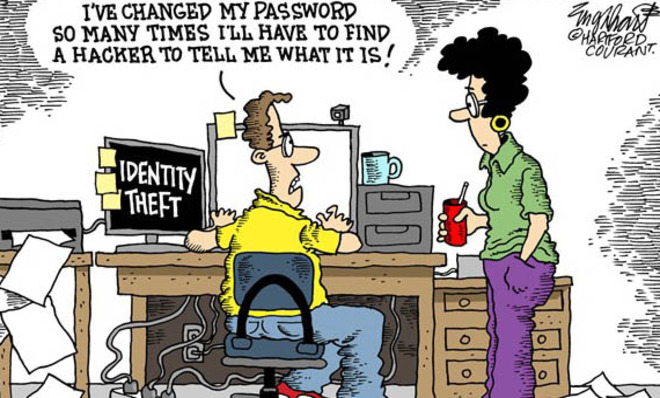 I'VE CHANGED MY PASSWORD
SO MANY TIMES I'LL HAVE TO FIND
A HACKER TO TELL ME WHAT IT IS!
Englehart
©HARTFORD
COURANT.
IDENTITY
THEFT